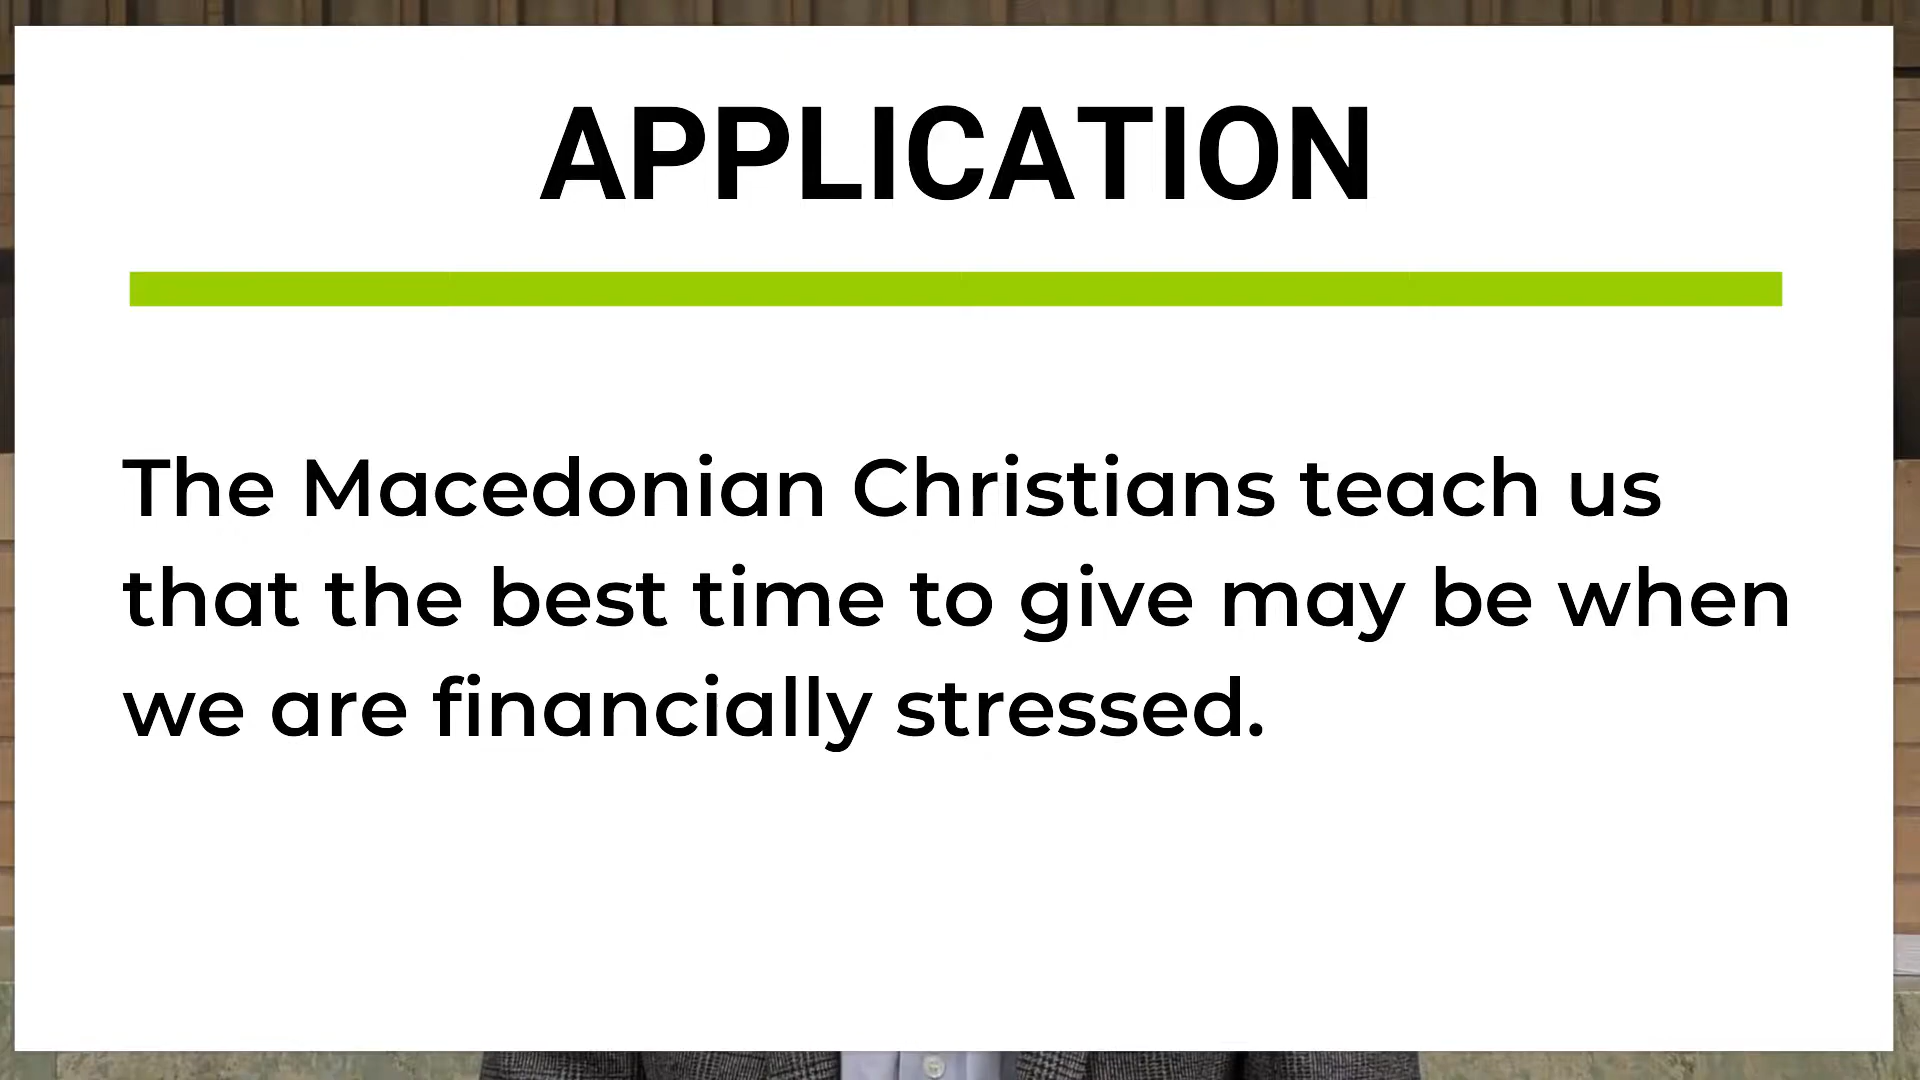 APPLICATION
The Macedonian Christians teach us
that the best time to give may be when
we are financially stressed.